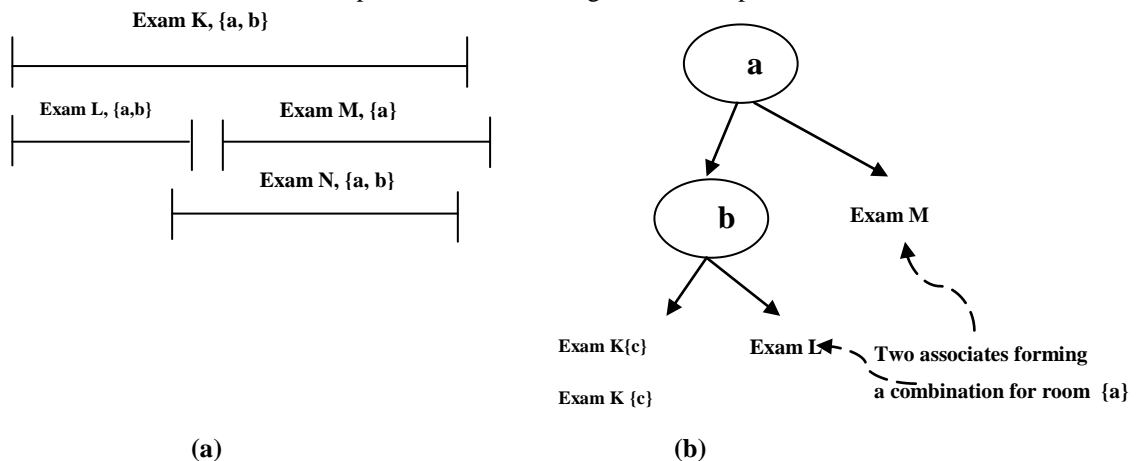 Exam K, {a, b}
Exam L, {a,b}
Exam M, {a}
Exam N, {a, b}
a
b
Exam M
Exam K{c}
Exam L
Exam K {c}
Two associates forming
a combination for room {a}
(a)
(b)